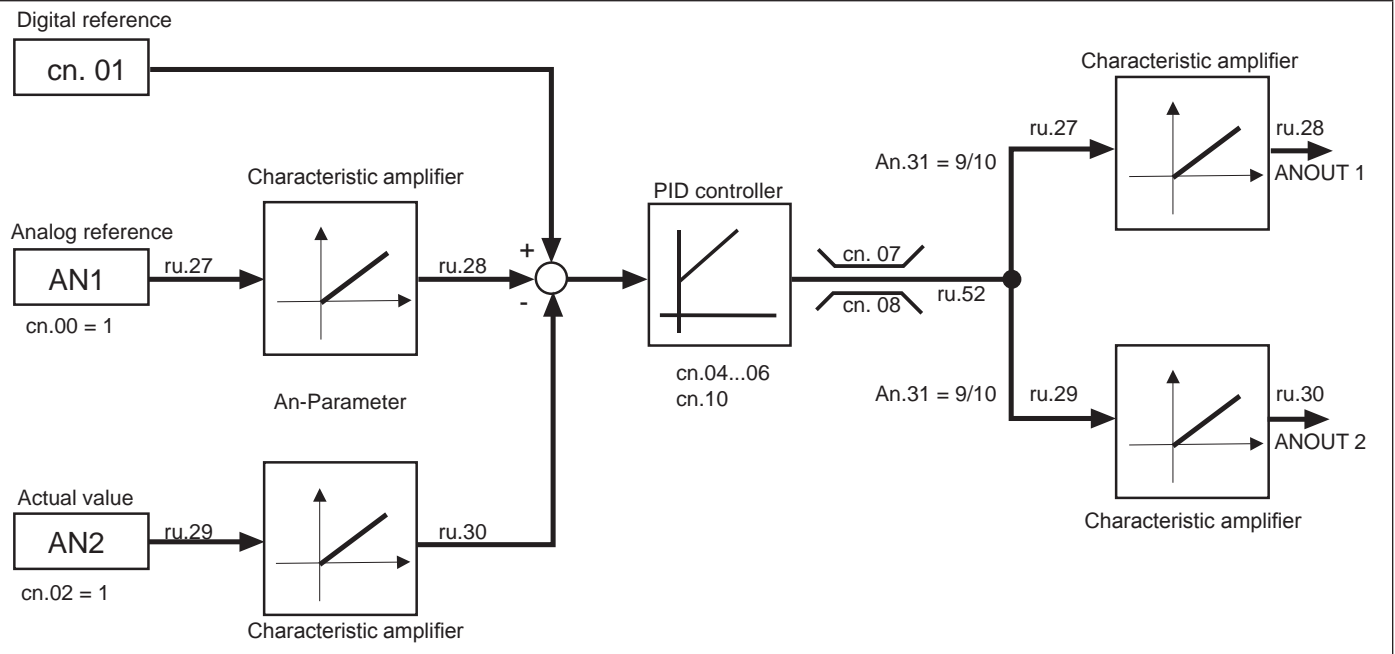 Digital reference
cn. 01
Characteristic amplifier
ru.27
ru.28
An.31 = 9/10
ANOUT 1
Characteristic amplifier
PID controller
Analog reference
AN1
ru.27
ru.28
+
-
cn. 07
cn. 08
ru.52
cn.00 = 1
cn.04...06
cn.10
An-Parameter
An.31 = 9/10
ru.29
ru.30
ANOUT 2
Actual value
AN2
ru.29
ru.30
cn.02 = 1
Characteristic amplifier
Characteristic amplifier